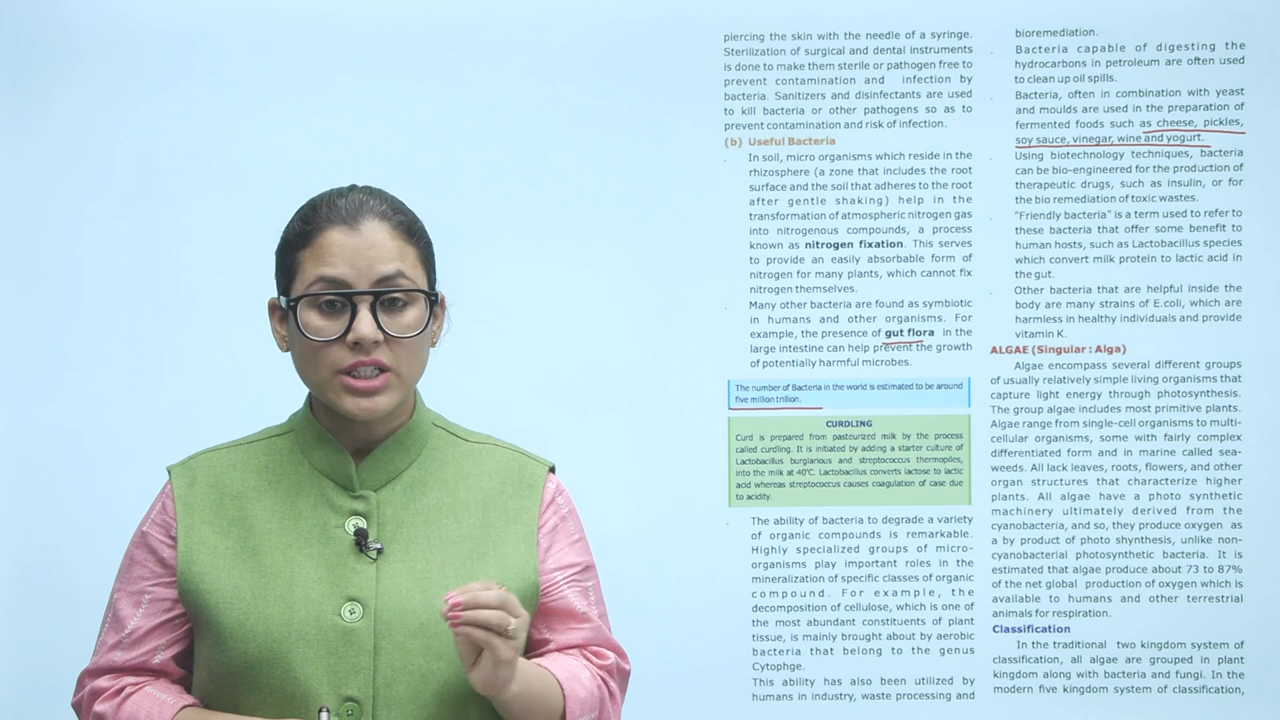 piercing the skin with the needle of a syringe.
Sterilization of surgical and dental instruments
is done to make them sterile or pathogen free to
prevent contamination and infection by
bacteria. Sanitizers and disinfectants are used
to kill bacteria or other pathogens so as to
prevent contamination and risk of infection.
(b) Useful Bacteria
In soil, micro organisms which reside in the
rhizosphere (a zone that includes the root
surface and the soil that adheres to the root
after gentle shaking) help in the
transformation of atmospheric nitrogen gas
into nitrogenous compounds, a process
known as nitrogen fixation. This serves
to provide an easily absorbable form of
nitrogen for many plants, which cannot fix
nitrogen themselves.
Many other bacteria are found as symbiotic
in humans and other organisms. For
example, the presence of gut flora in the
large intestine can help prevent the growth
of potentially harmful microbes.
The number of Bacteria in the world is estimated to be around
five million trillion.
CURDLING
Curd is prepared from pasteurized milk by the process
called curdling. It is initiated by adding a starter culture of
Lactobacillus burglarious and streptococcus thermopiles,
into the milk at 40°C. Lactobacillus converts lactose to lactic
acid whereas streptococcus causes coagulation of case due
to acidity.
The ability of bacteria to degrade a variety
of organic compounds is remarkable.
Highly specialized groups of micro-
organisms play important roles in the
mineralization of specific classes of organic
compound. For example, the
decomposition of cellulose, which is one of
the most abundant constituents of plant
tissue, is mainly brought about by aerobic
bacteria that belong to the genus
Cytophge.
This ability has also been utilized by
humans in industry, waste processing and
bioremediation.
Bacteria capable of digesting the
hydrocarbons in petroleum are often used
to clean up oil spills.
Bacteria, often in combination with yeast
and moulds are used in the preparation of
fermented foods such as cheese, pickles,
soy sauce, vinegar, wine and yogurt.
Using biotechnology techniques, bacteria
can be bio-engineered for the production of
therapeutic drugs, such as insulin, or for
the bio remediation of toxic wastes.
"Friendly bacteria" is a term used to refer to
these bacteria that offer some benefit to
human hosts, such as Lactobacillus species
which convert milk protein to lactic acid in
the gut.
Other bacteria that are helpful inside the
body are many strains of E.coli, which are
harmless in healthy individuals and provide
vitamin K.
ALGAE (Singular : Alga)
Algae encompass several different groups
of usually relatively simple living organisms that
capture light energy through photosynthesis.
The group algae includes most primitive plants.
Algae range from single-cell organisms to multi-
cellular organisms, some with fairly complex
differentiated form and in marine called sea-
weeds. All lack leaves, roots, flowers, and other
organ structures that characterize higher
plants. All algae have a photo synthetic
machinery ultimately derived from the
cyanobacteria, and so, they produce oxygen as
a by product of photo shynthesis, unlike non-
cyanobacterial photosynthetic bacteria. It is
estimated that algae produce about 73 to 87%
of the net global production of oxygen which is
available to humans and other terrestrial
animals for respiration.
Classification
In the traditional two kingdom system of
classification, all algae are grouped in plant
kingdom along with bacteria and fungi. In the
modern five kingdom system of classification,